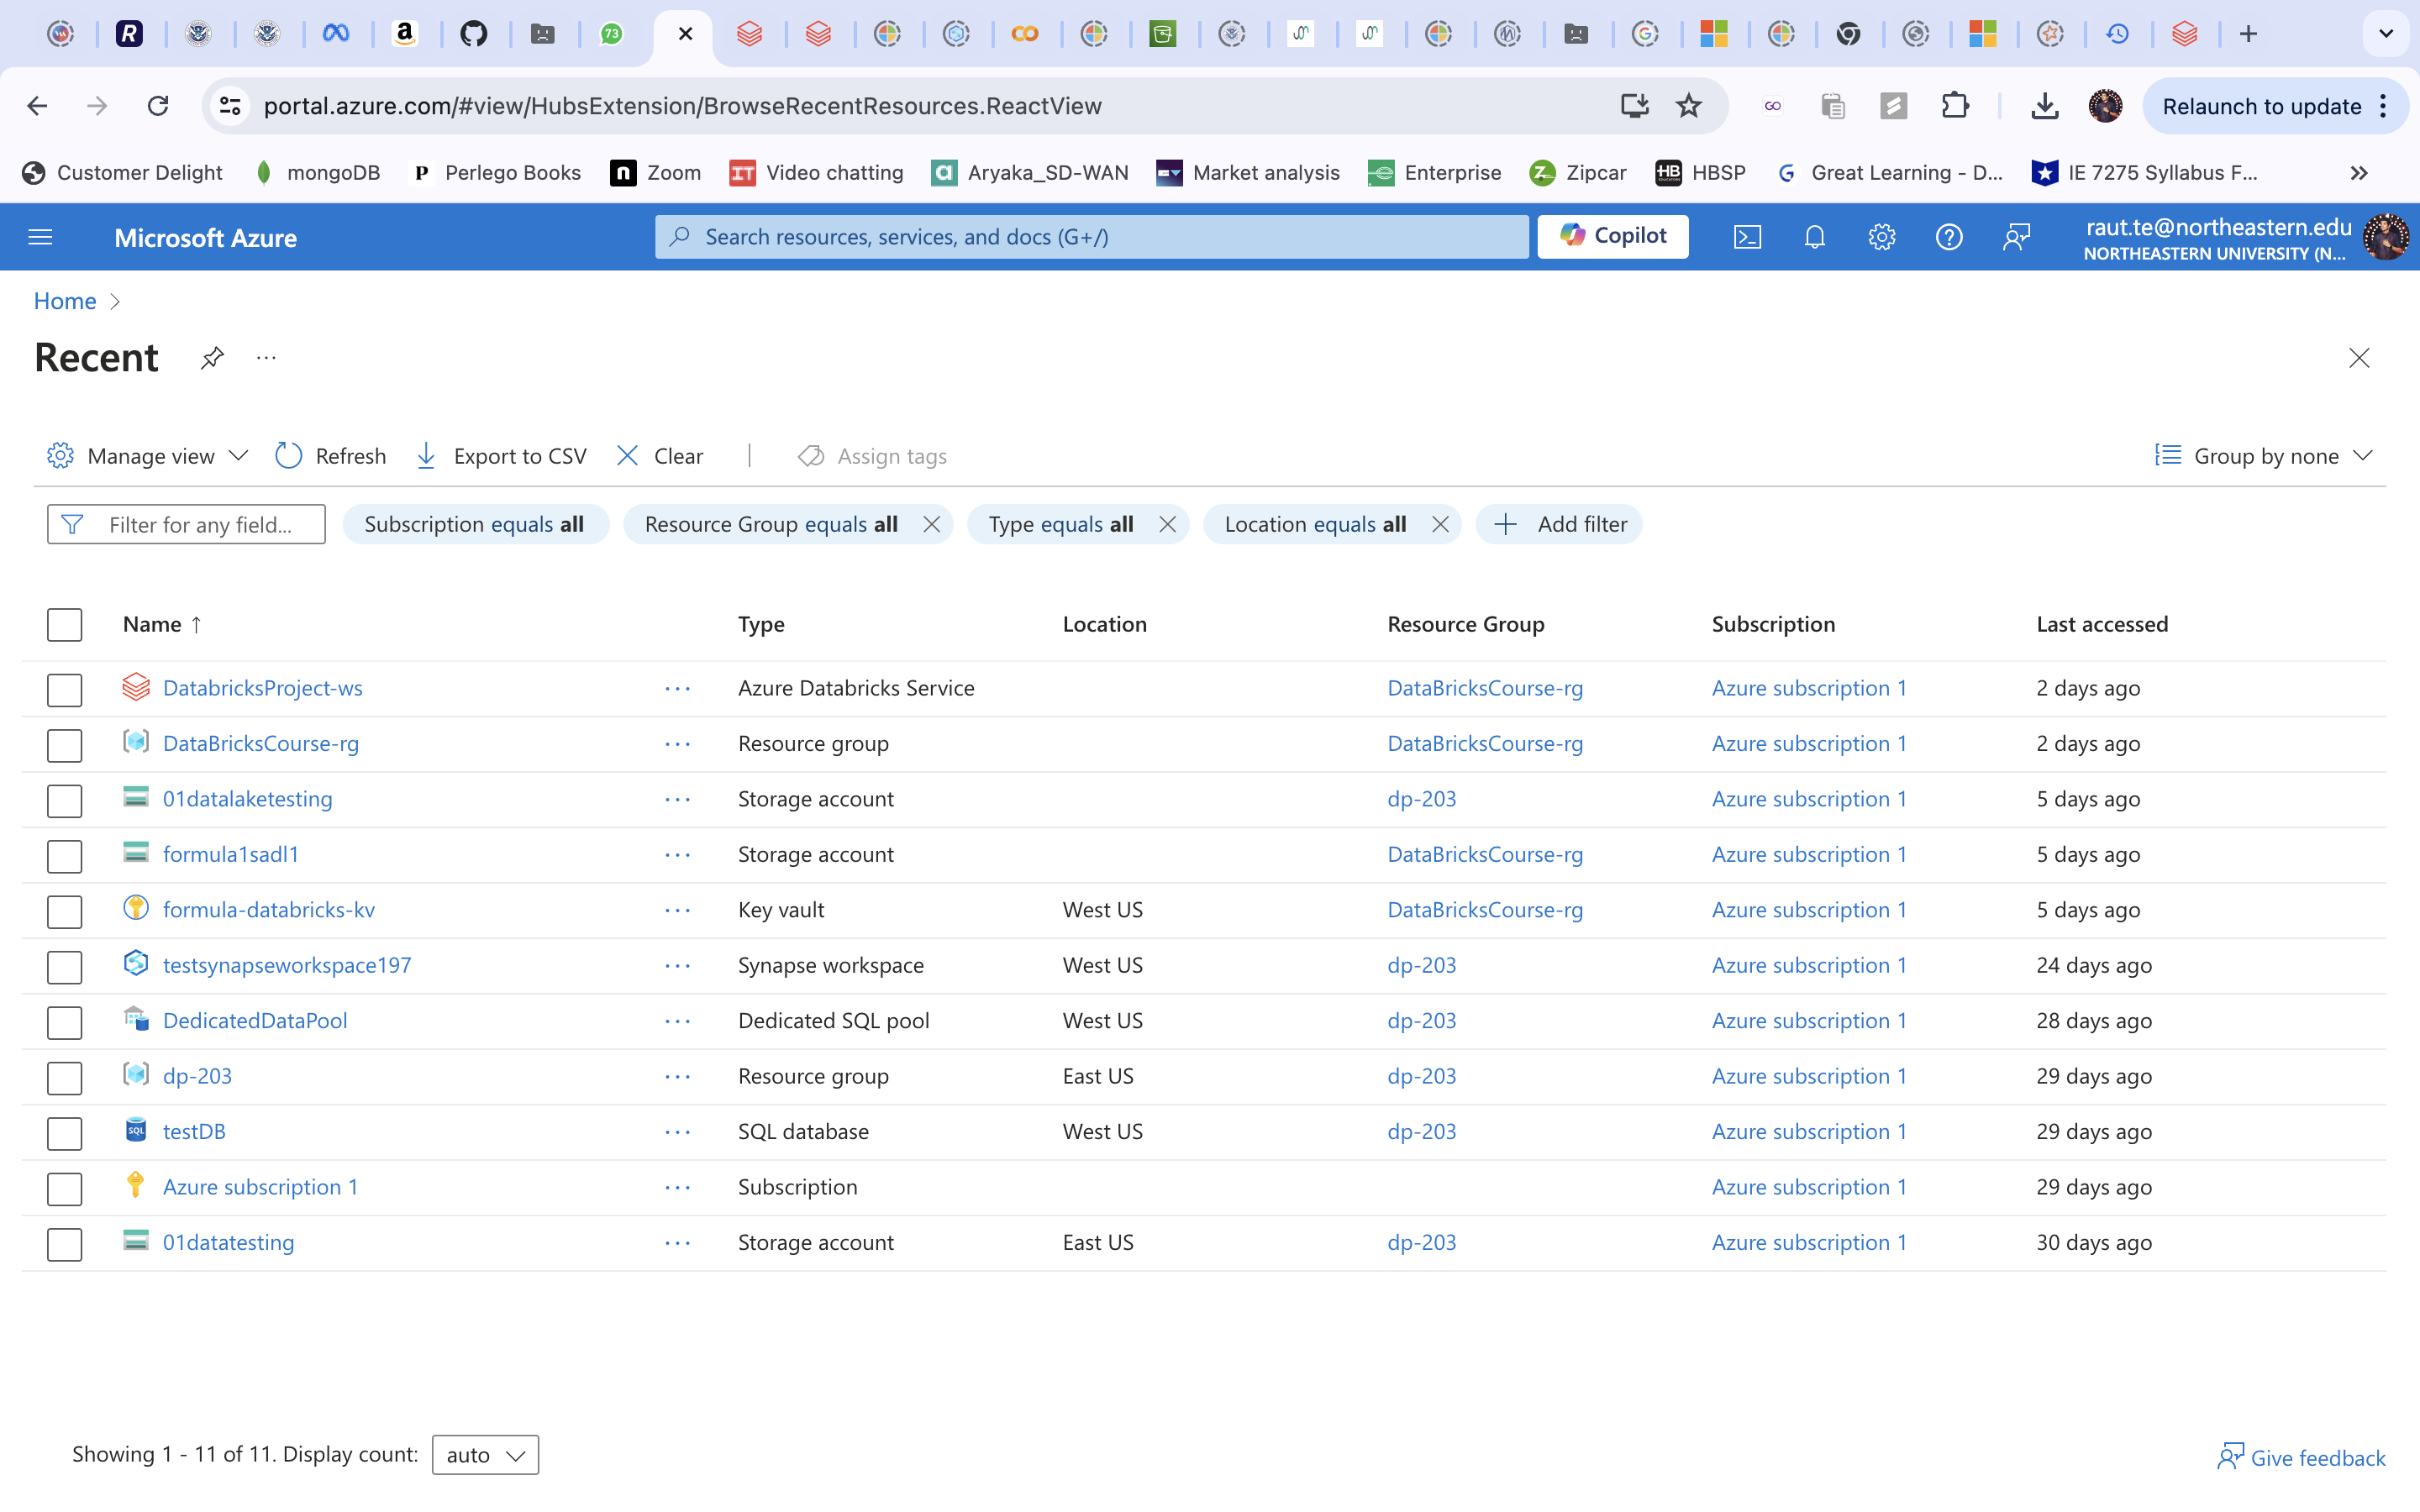 73
portal.azure.com/#view/HubsExtension/BrowseRecentResources.ReactView
Relaunch to update
Customer Delight mongoDB Perlego Books Zoom Video chatting Aryaka_SD-WAN Market analysis Enterprise Zipcar HBSP Great Learning - D... IE 7275 Syllabus F...
Microsoft Azure
Search resources, services, and docs (G+/)
Copilot
raut.te@northeastern.edu
NORTHEASTERN UNIVERSITY (N...
Home
Recent
Manage view Refresh Export to CSV Clear Assign tags Group by none
Filter for any field... Subscription equals all Resource Group equals all Type equals all Location equals all Add filter
Name ↑ Type Location Resource Group Subscription Last accessed
DatabricksProject-ws Azure Databricks Service DataBricksCourse-rg Azure subscription 1 2 days ago
DataBricksCourse-rg Resource group DataBricksCourse-rg Azure subscription 1 2 days ago
01datalaketesting Storage account dp-203 Azure subscription 1 5 days ago
formula1sadl1 Storage account DataBricksCourse-rg Azure subscription 1 5 days ago
formula-databricks-kv Key vault West US DataBricksCourse-rg Azure subscription 1 5 days ago
testsynapseworkspace197 Synapse workspace West US dp-203 Azure subscription 1 24 days ago
DedicatedDataPool Dedicated SQL pool West US dp-203 Azure subscription 1 28 days ago
dp-203 Resource group East US dp-203 Azure subscription 1 29 days ago
testDB SQL database West US dp-203 Azure subscription 1 29 days ago
Azure subscription 1 Subscription Azure subscription 1 29 days ago
01datatesting Storage account East US dp-203 Azure subscription 1 30 days ago
Showing 1 - 11 of 11. Display count: auto
Give feedback